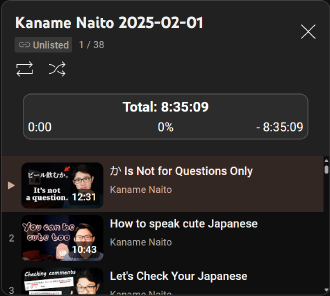 Kaname Naito 2025-02-01
Unlisted 1 / 38
Total: 8:35:09
0:00 0% - 8:35:09
ビール飲むか。
It's not
a question.
12:31
か Is Not for Questions Only
Kaname Naito
2
You can be
cute too
10:43
How to speak cute Japanese
Kaname Naito
3
Checking comments
Let's Check Your Japanese
Kaname Naito